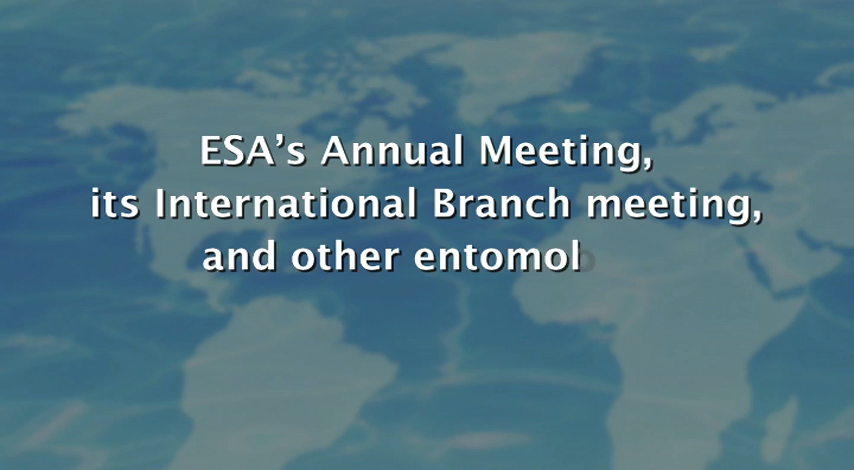 ESA’s Annual Meeting,
its International Branch meeting,
and other entomol